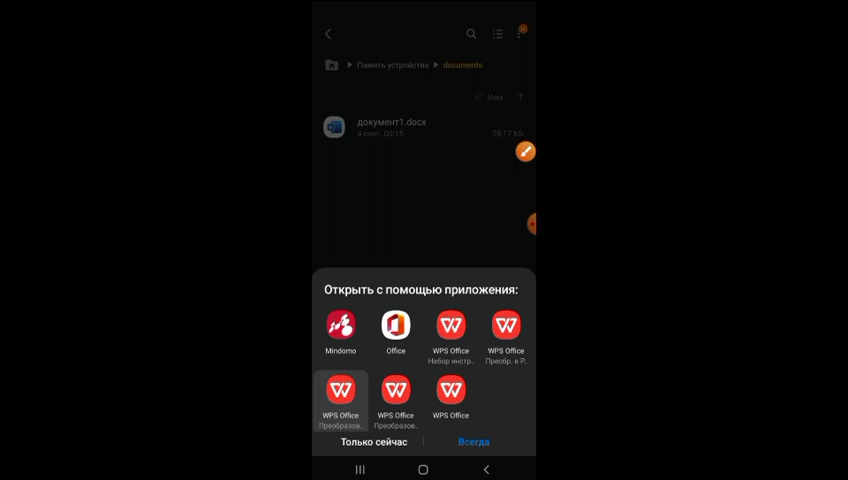 Память устройства ▶ documents
Имя
документ1.docx
4 сент. 00:15 29,17 КБ
Открыть с помощью приложения:
Mindomo Office WPS Office WPS Office
Набор инстр.. Преобр. в P..
WPS Office WPS Office WPS Office
Преобразов.. Преобразов..
Только сейчас Всегда